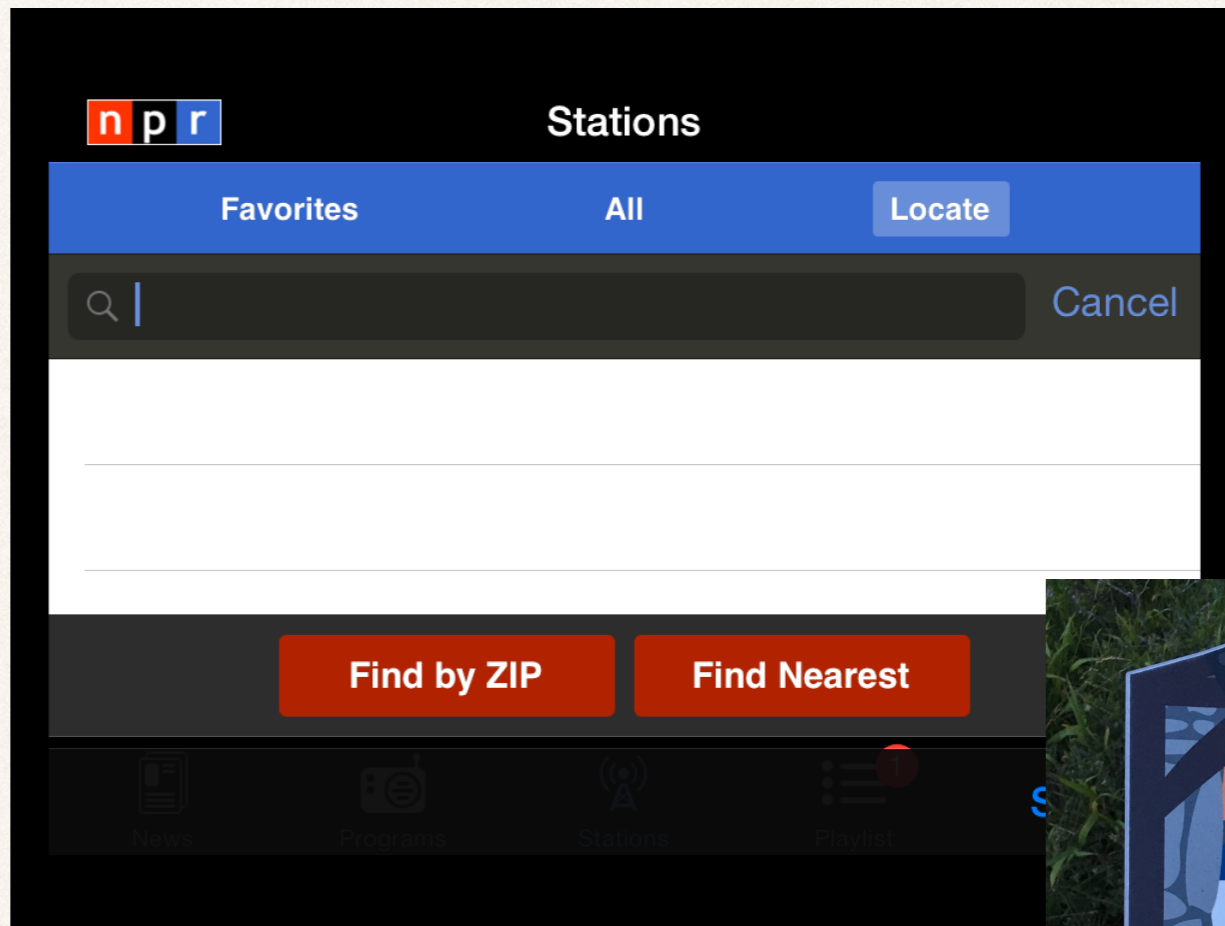 npr
Stations
Favorites All Locate
Cancel
Find by ZIP Find Nearest
1
News Programs Stations Playlist